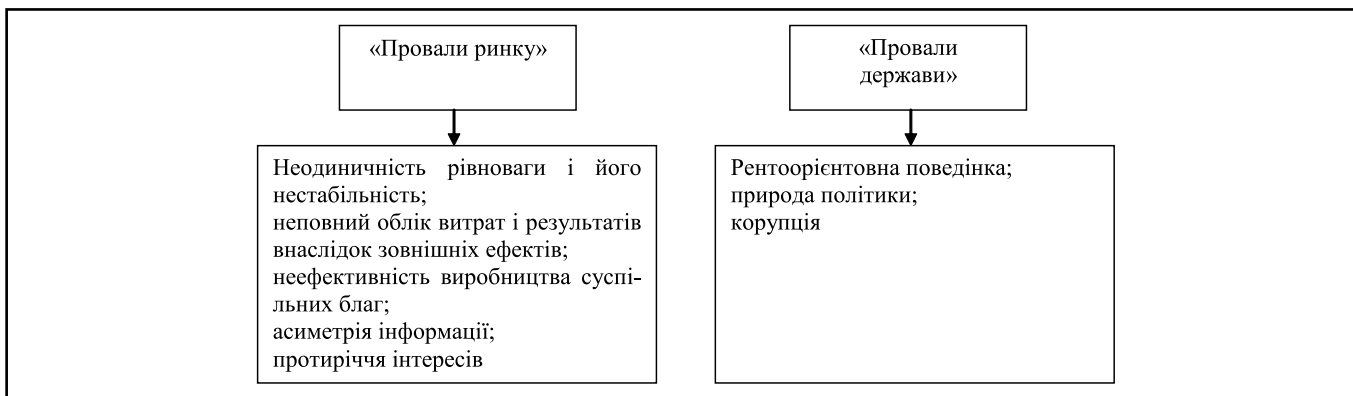 «Провали ринку»
Неодиничність рівноваги і його
нестабільність;
неповний облік витрат і результатів
внаслідок зовнішніх ефектів;
неефективність виробництва суспі-
льних благ;
асиметрія інформації;
протиріччя інтересів
«Провали
держави»
Рентоорієнтовна поведінка;
природа політики;
корупція